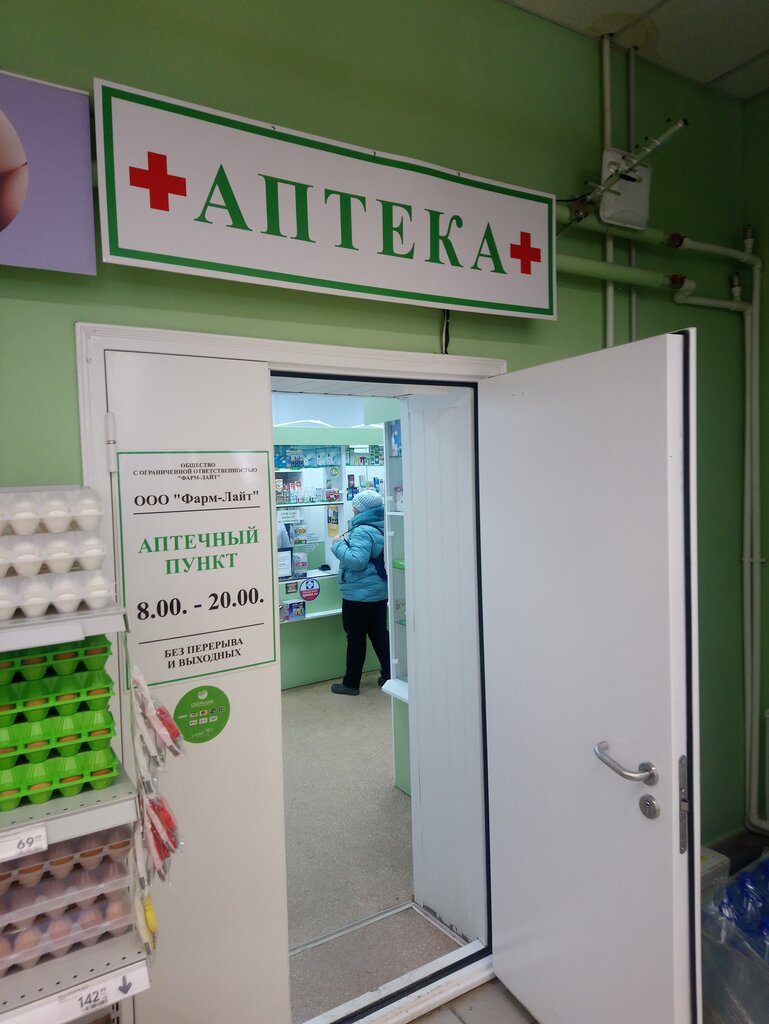 АПТЕКА
ОБЩЕСТВО
С ОГРАНИЧЕННОЙ ОТВЕТСТВЕННОСТЬЮ
"ФАРМ-ЛАЙТ"
ООО "Фарм-Лайт"
АПТЕЧНЫЙ
ПУНКТ
8.00. - 20.00.
БЕЗ ПЕРЕРЫВА
И ВЫХОДНЫХ
СБЕРБАНК
69
142